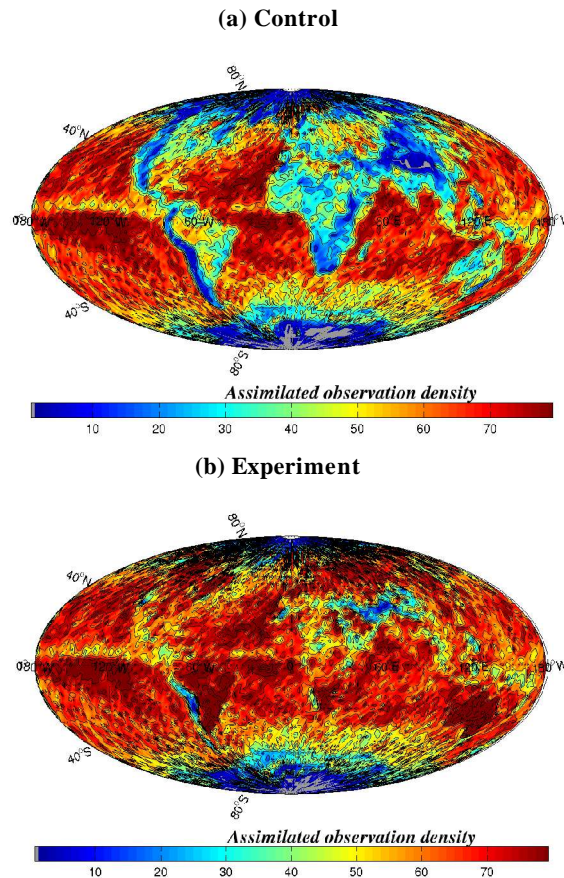 (a) Control
80°N
40°N
180°W 120°W 60°W 0 60°E 120°E 180°W
40°S
80°S
Assimilated observation density
10 20 30 40 50 60 70
(b) Experiment
80°N
40°N
120°W 60°W 0 60°E 120°E 180°W
40°S
80°S
Assimilated observation density
10 20 30 40 50 60 70